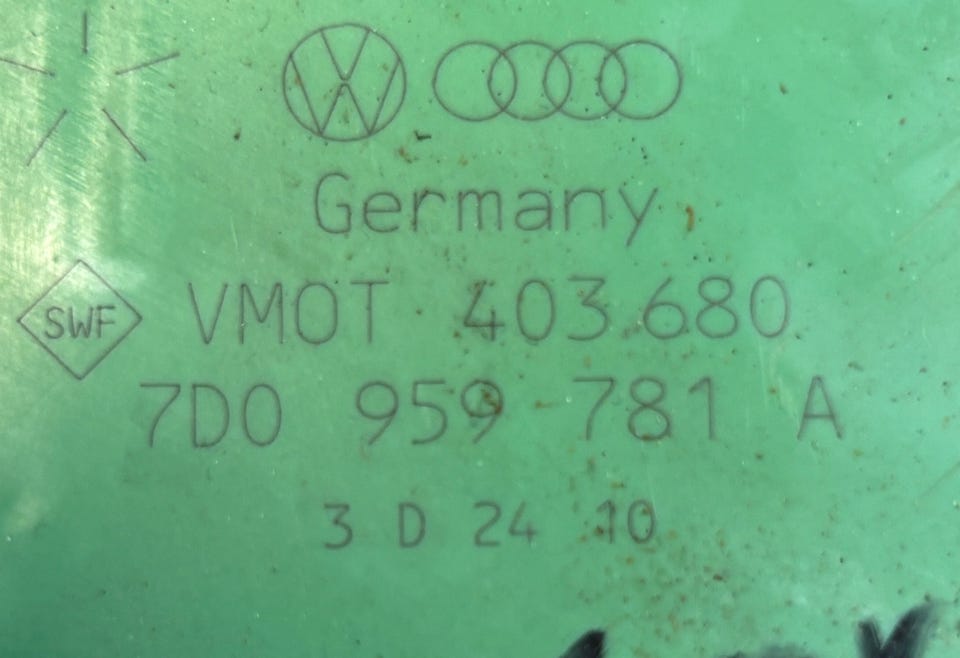 Germany
SWF VMOT 403.680
7D0 959 781 A
3 D 24 10